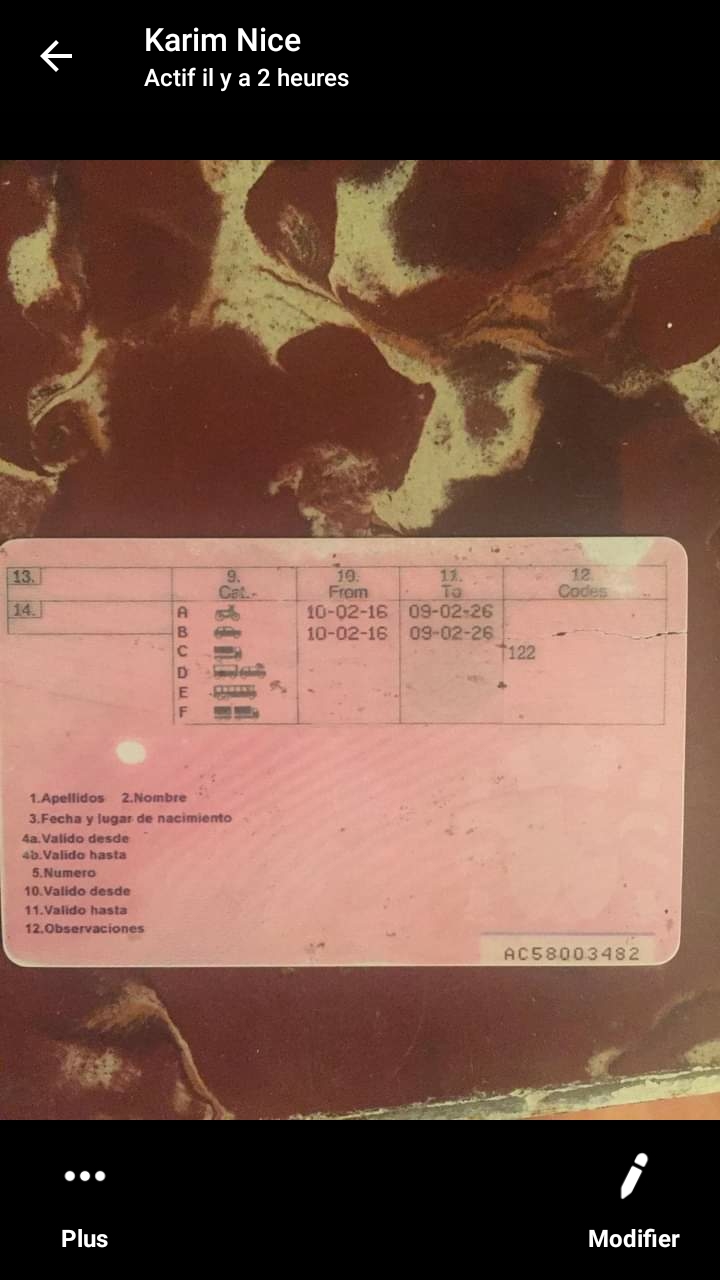 Karim Nice
Actif il y a 2 heures
13. 9. 10. 11. 12.
Cat. From To Codes
14. A 10-02-16 09-02-26
B 10-02-16 09-02-26
C 122
D
E
F
1.Apellidos 2.Nombre
3.Fecha y lugar de nacimiento
4a.Valido desde
4b.Valido hasta
5.Numero
10.Valido desde
11.Valido hasta
12.Observaciones
AC58003482
Plus Modifier